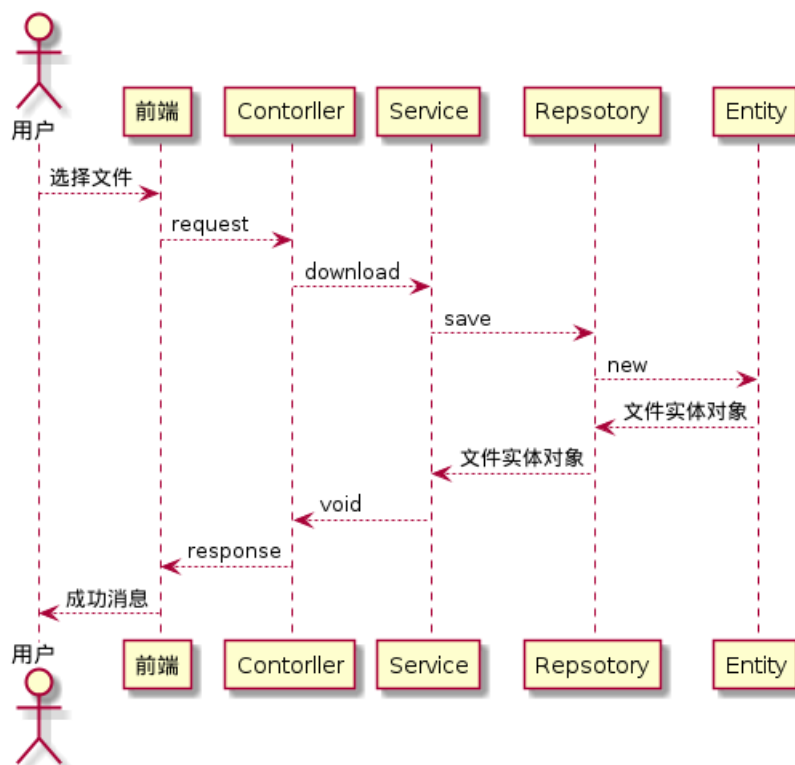 用户
前端
Contorller
Service
Repsotory
Entity
选择文件
request
download
save
new
文件实体对象
文件实体对象
void
response
成功消息
用户
前端
Contorller
Service
Repsotory
Entity